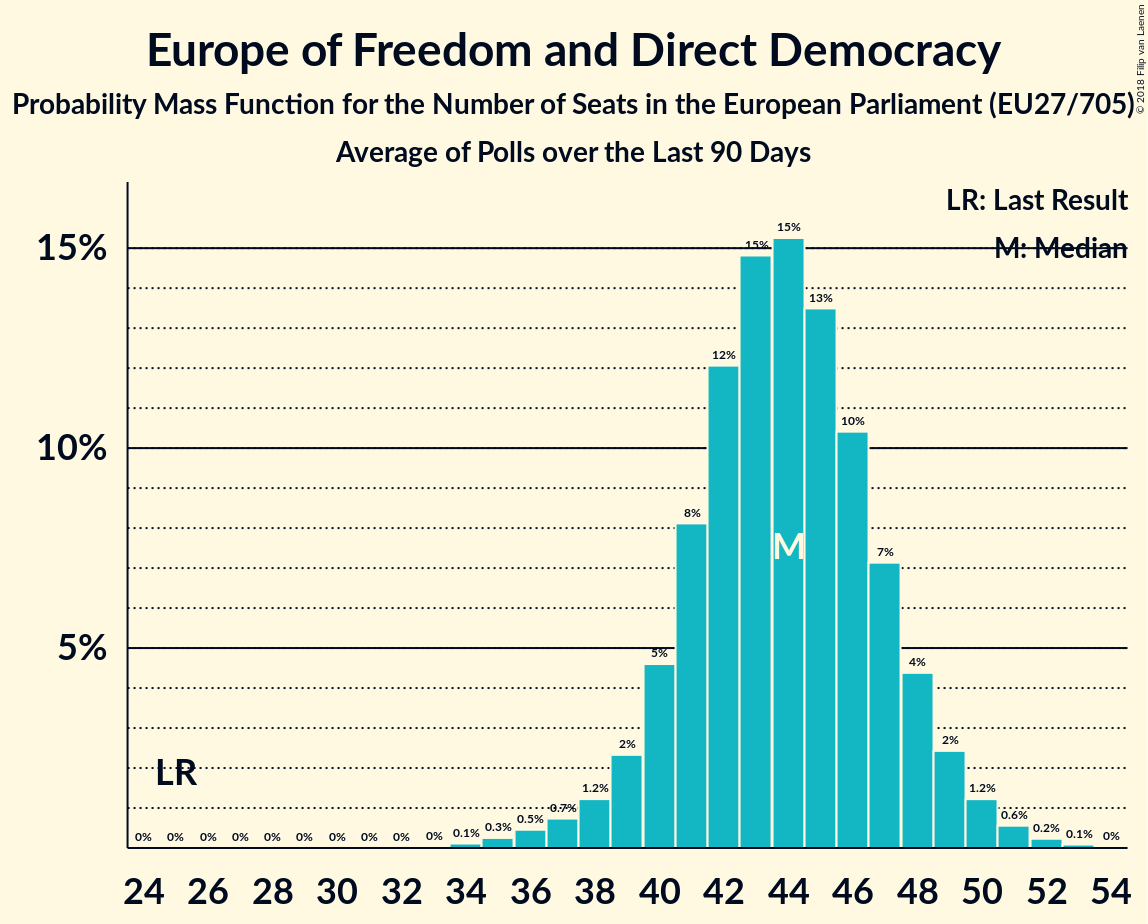 Europe of Freedom and Direct Democracy
Probability Mass Function for the Number of Seats in the European Parliament (EU27/705)
Average of Polls over the Last 90 Days
© 2018 Filip van Laenen
LR: Last Result
M: Median
15%
10%
5%
LR
M
0% 0% 0% 0% 0% 0% 0% 0% 0% 0% 0.1% 0.3% 0.5% 0.7% 1.2% 2% 5% 8% 12% 15% 15% 13% 10% 7% 4% 2% 1.2% 0.6% 0.2% 0.1% 0%
24 26 28 30 32 34 36 38 40 42 44 46 48 50 52 54